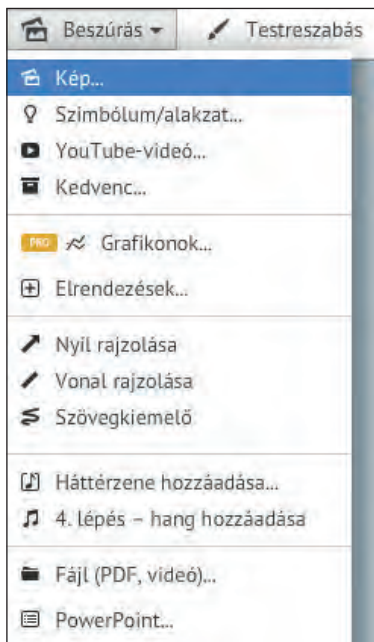 Beszúrás Testreszabás
Kép...
Szimbólum/alakzat...
YouTube-videó...
Kedvenc...
PRO Grafikonok...
Elrendezések...
Nyíl rajzolása
Vonal rajzolása
Szövegkiemelő
Háttérzene hozzáadása...
4. lépés – hang hozzáadása
Fájl (PDF, videó)...
PowerPoint...